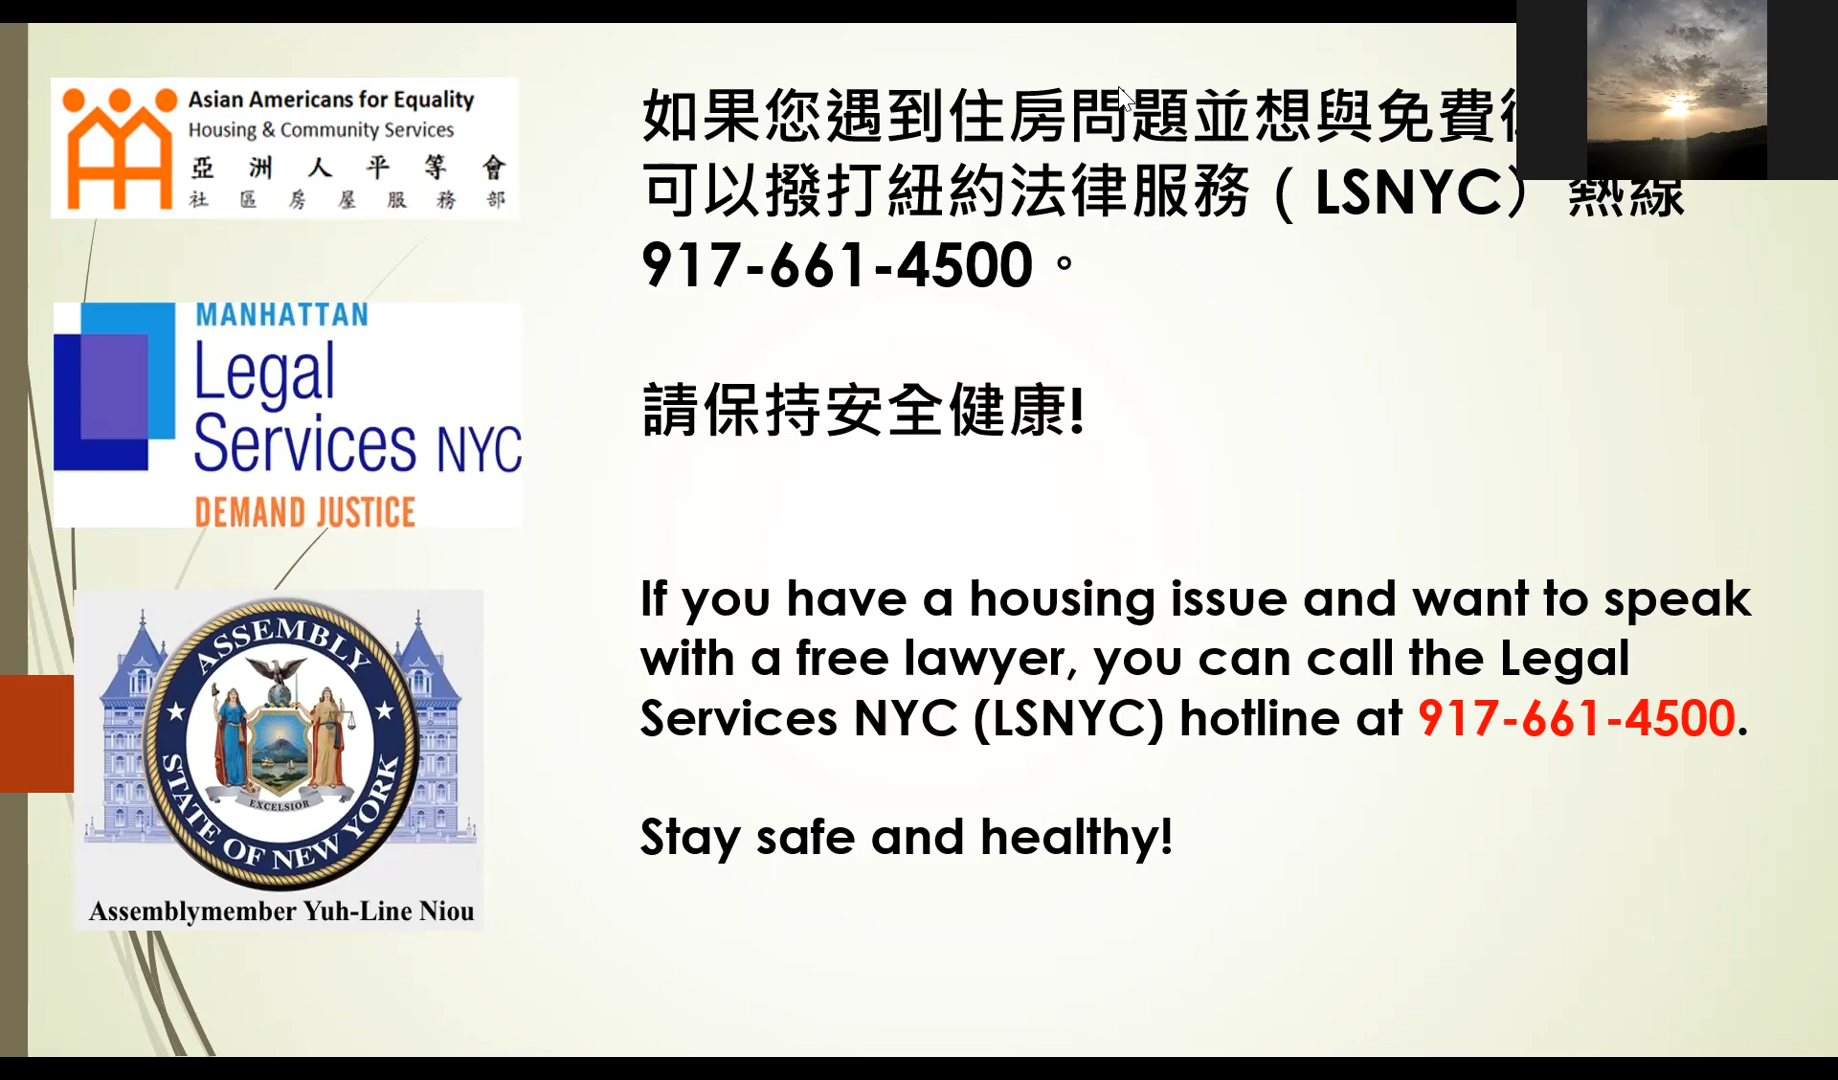 Asian Americans for Equality
Housing & Community Services
亞洲人平等會
社區房屋服務部
MANHATTAN
Legal
Services NYC
DEMAND JUSTICE
ASSEMBLY
STATE OF NEW YORK
EXCELSIOR
Assemblymember Yuh-Line Niou
如果您遇到住房問題並想與免費
可以撥打紐約法律服務（LSNYC）熱線
917-661-4500。
請保持安全健康!
If you have a housing issue and want to speak
with a free lawyer, you can call the Legal
Services NYC (LSNYC) hotline at 917-661-4500.
Stay safe and healthy!